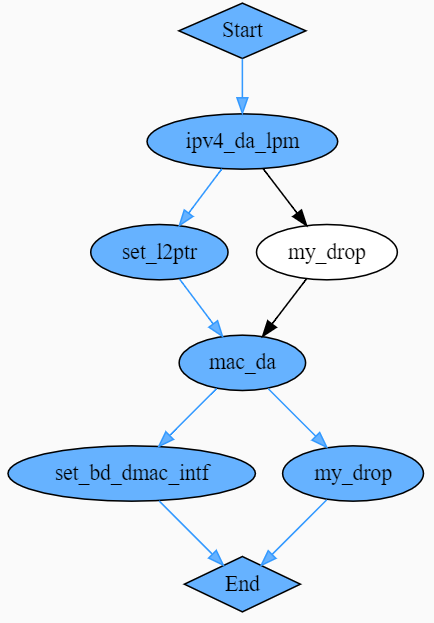 Start
ipv4_da_lpm
set_l2ptr
my_drop
mac_da
set_bd_dmac_intf
my_drop
End